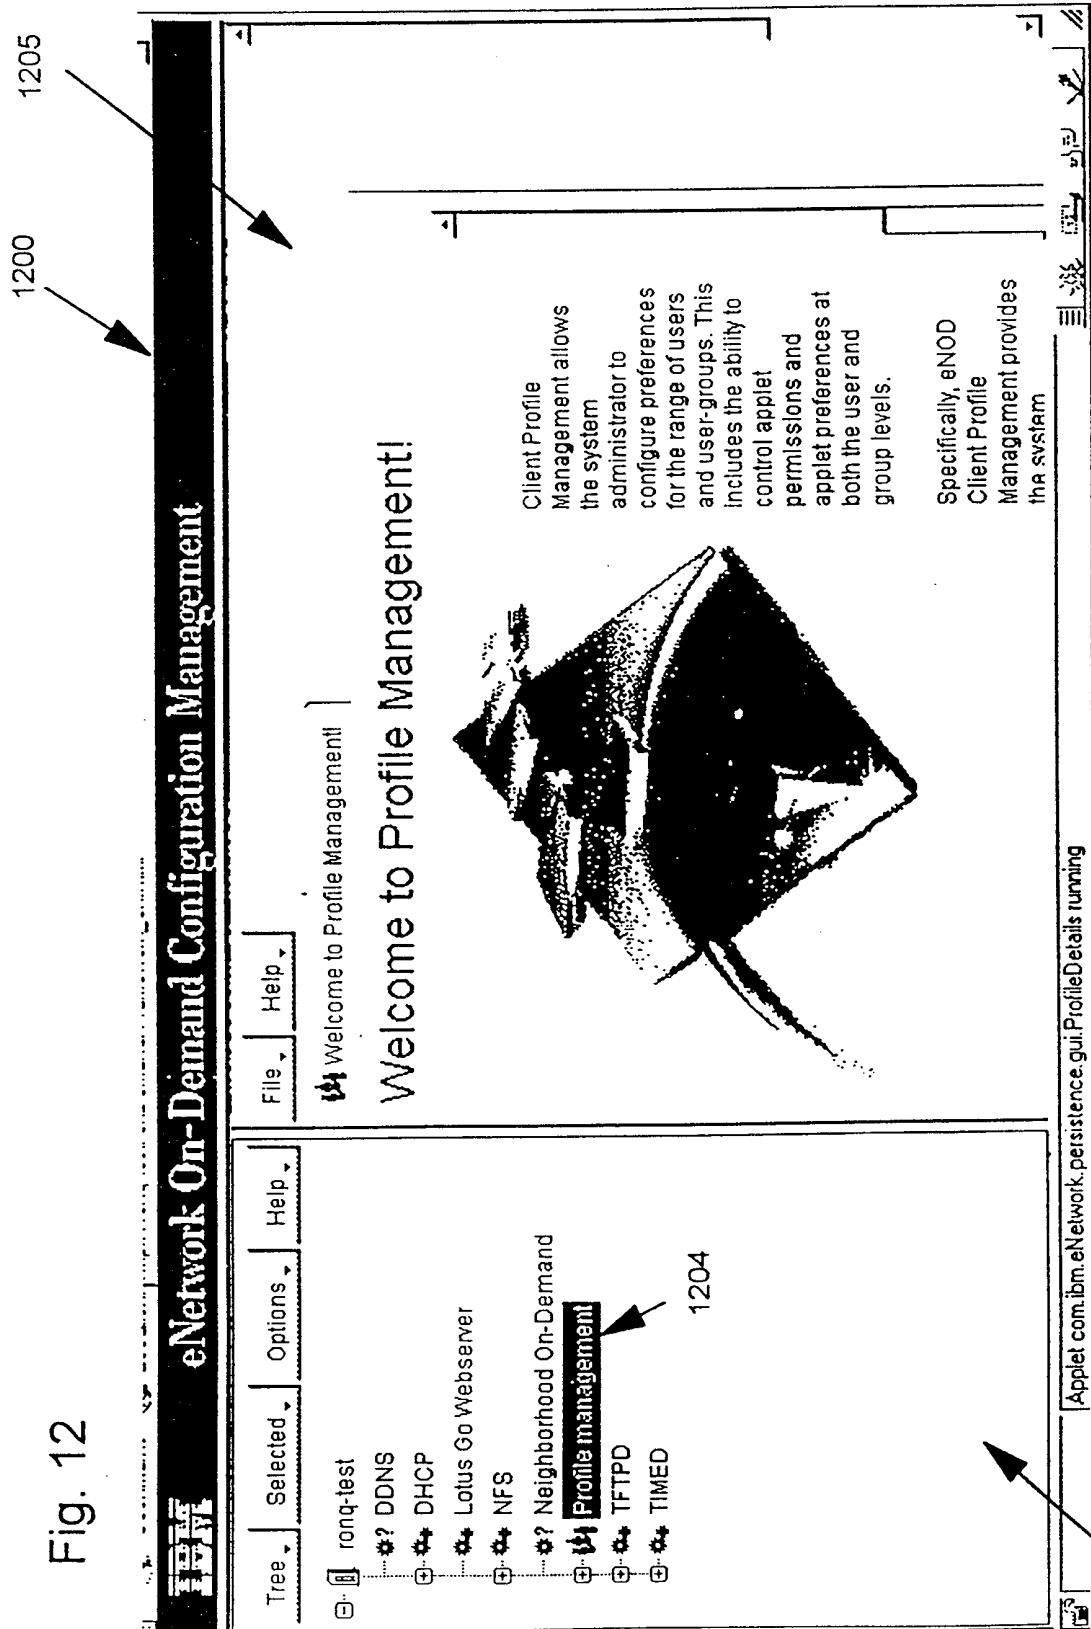 Fig. 12
1200
1205
IBM
eNetwork On-Demand Configuration Management
Tree
Selected
Options
Help
ronq-test
? DDNS
DHCP
Lotus Go Webserver
NFS
? Neighborhood On-Demand
Profile management
TFTPD
TIMED
1204
File
Help
Welcome to Profile Management!
Welcome to Profile Management!
Client Profile
Management allows
the system
administrator to
configure preferences
for the range of users
and user-groups. This
includes the ability to
control applet
permissions and
applet preferences at
both the user and
group levels.
Specifically, eNOD
Client Profile
Management provides
the system
Applet com.ibm.eNetwork.persistence.gui.ProfileDetails running